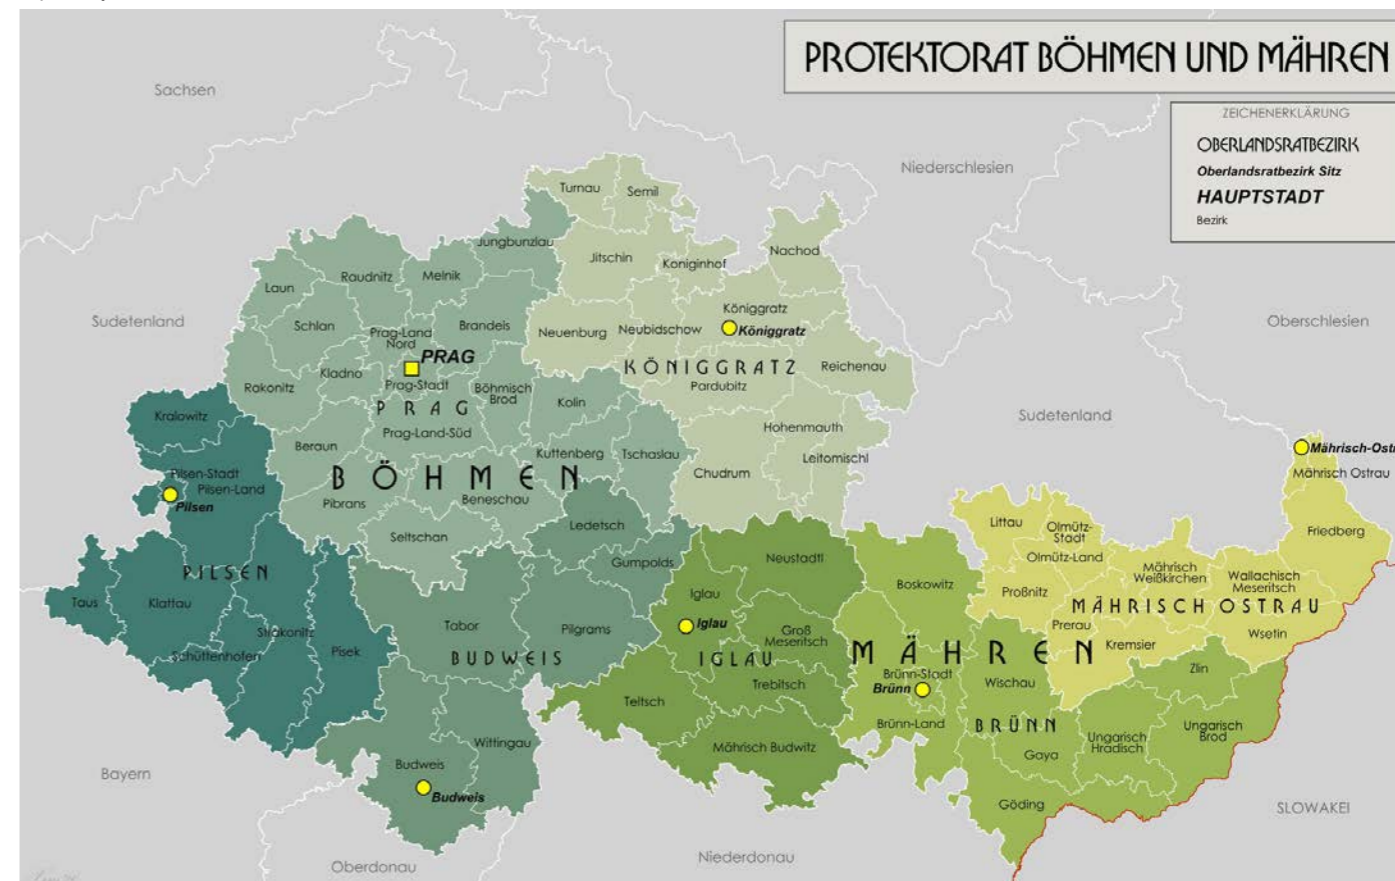 PROTEKTORAT BÖHMEN UND MÄHREN
ZEICHENERKLÄRUNG
OBERLANDSRATBEZIRK
Oberlandsratbezirk Sitz
HAUPTSTADT
Bezirk
Sachsen
Niederschlesien
Sudetenland
Oberschlesien
Sudetenland
Bayern
Oberdonau
Niederdonau
SLOWAKEI
BÖHMEN
PRAG
PRAG
Jungbunzlau
Melnik
Raudnitz
Laun
Schlan
Prag-Land
Nord
Brandeis
Kladno
Prag-Stadt
Rakonitz
Böhmisch
Brod
Kolin
Prag-Land-Süd
Beraun
Kuttenberg
Tschaslau
Pibrans
Beneschau
Seltschan
KÖNIGGRATZ
Turnau
Semil
Jitschin
Koniginhof
Nachod
Königgratz
Königgratz
Neuenburg
Neubidschow
Reichenau
Pardubitz
Hohenmauth
Leitomischl
Chudrum
PILSEN
Kralowitz
Pilsen-Stadt
Pilsen-Land
Pilsen
Taus
Klattau
Strakonitz
Schüttenhofen
Pisek
BUDWEIS
Ledetsch
Gumpolds
Tabor
Pilgrams
Wittingau
Budweis
Budweis
MÄHREN
IGLAU
Neustadtl
Iglau
Iglau
Groß
Meseritsch
Trebitsch
Teltsch
Mährisch Budwitz
BRÜNN
Boskowitz
Brünn-Stadt
Brünn
Brünn-Land
Wischau
Gaya
Göding
Ungarisch
Hradisch
Zlin
Ungarisch
Brod
MÄHRISCH OSTRAU
Mährisch-Ostr
Mährisch Ostrau
Friedberg
Littau
Olmütz-
Stadt
Olmütz-Land
Proßnitz
Mährisch
Weißkirchen
Wallachisch
Meseritsch
Prerau
Kremsier
Wsetin